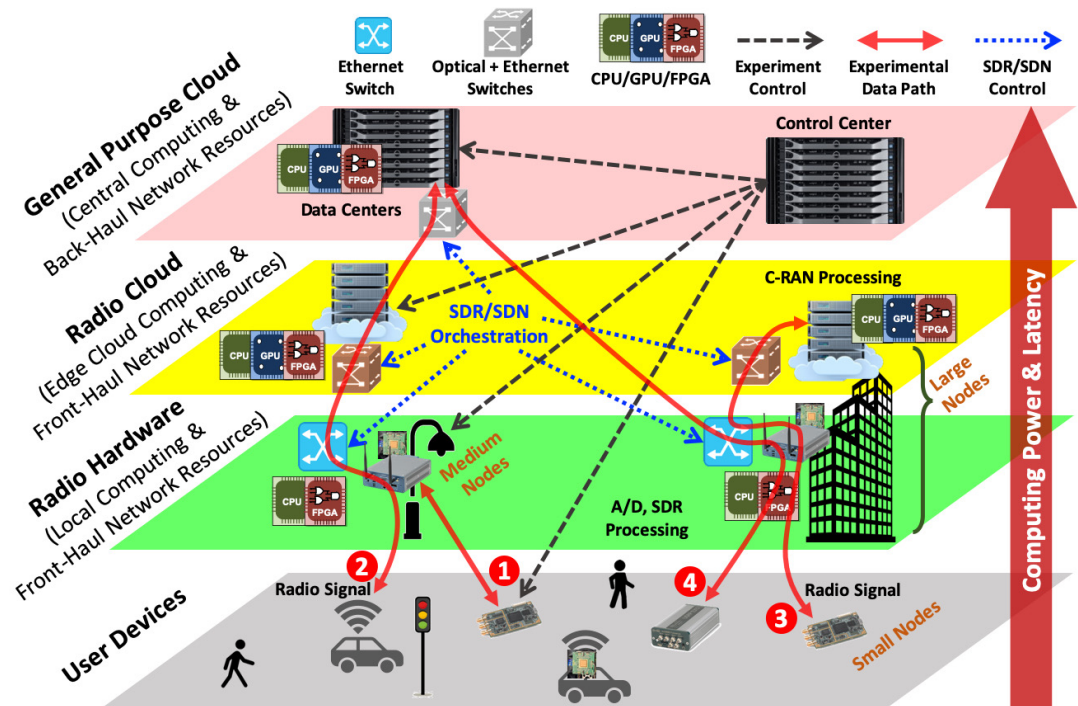 Ethernet
Switch
Optical + Ethernet
Switches
CPU
GPU
FPGA
CPU/GPU/FPGA
Experiment
Control
Experimental
Data Path
SDR/SDN
Control
General Purpose Cloud
(Central Computing &
Back-Haul Network Resources)
CPU
GPU
FPGA
Data Centers
Control Center
Radio Cloud
(Edge Cloud Computing &
Front-Haul Network Resources)
CPU
GPU
FPGA
SDR/SDN
Orchestration
C-RAN Processing
CPU
GPU
FPGA
Large
Nodes
Radio Hardware
(Local Computing &
Front-Haul Network Resources)
CPU
FPGA
Medium
Nodes
A/D, SDR
Processing
CPU
FPGA
User Devices
2
Radio Signal
1
4
3
Radio Signal
Small Nodes
Computing Power & Latency